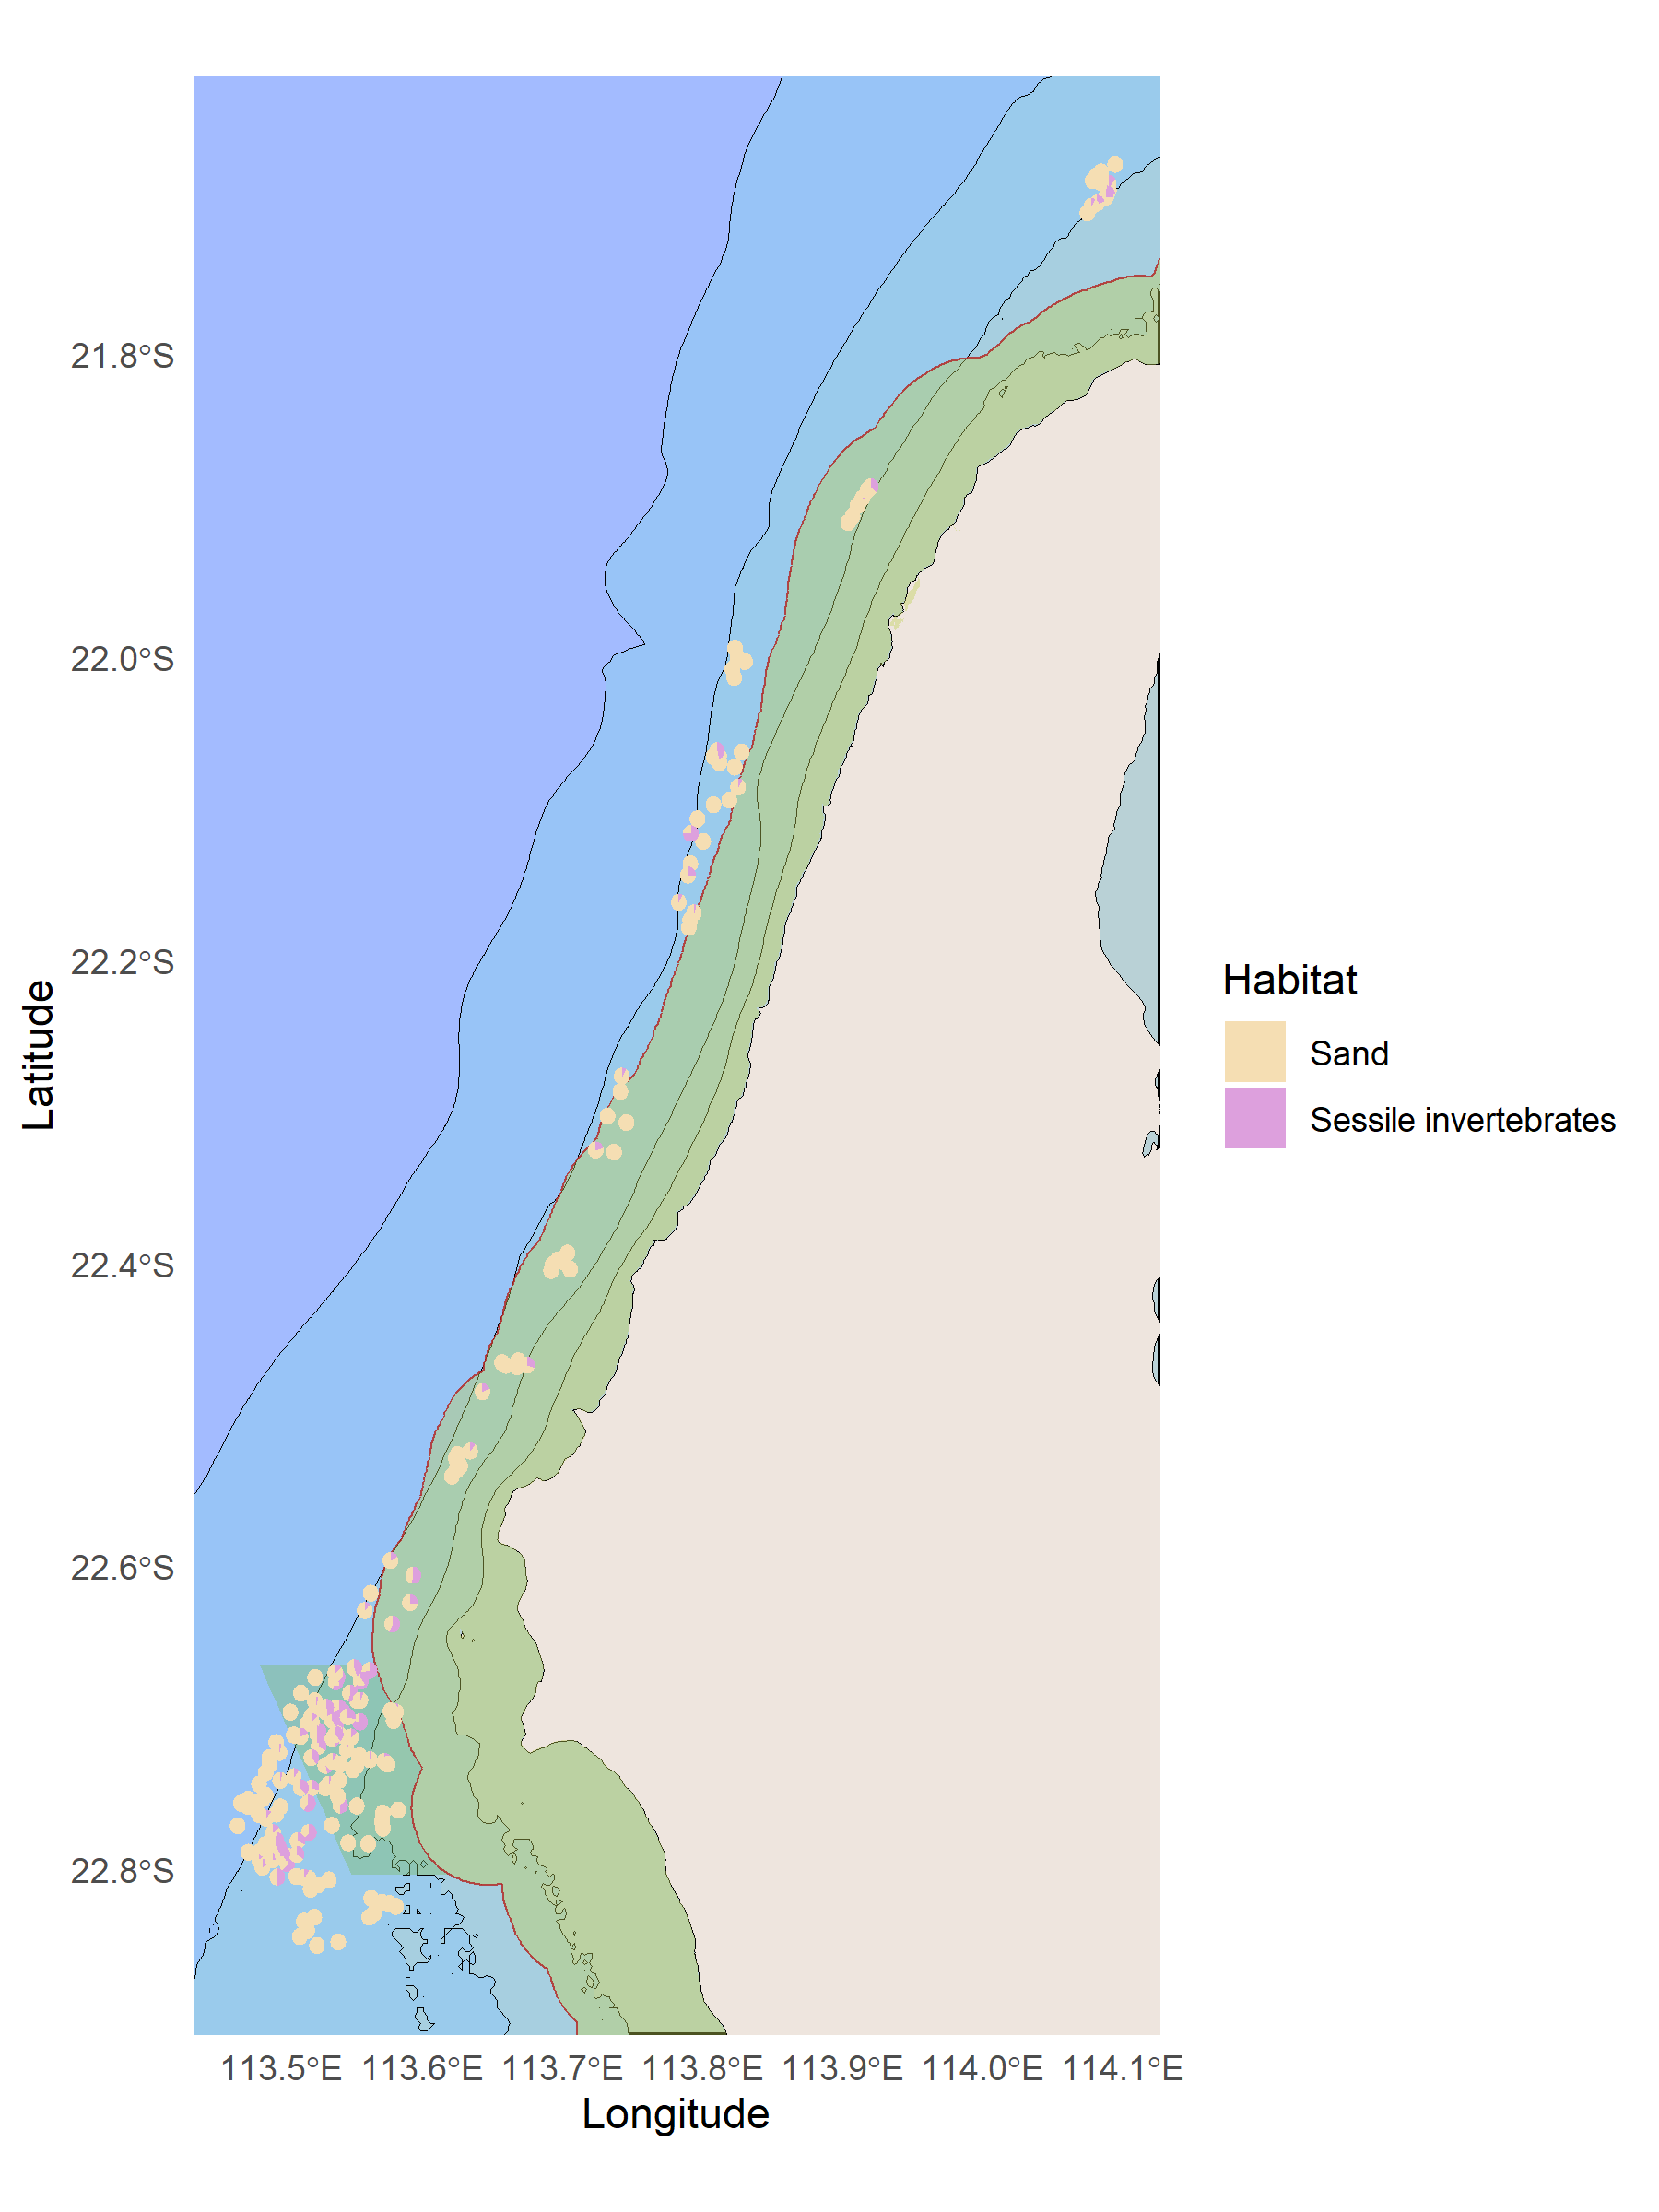 21.8°S
22.0°S
22.2°S
22.4°S
22.6°S
22.8°S
Latitude
113.5°E 113.6°E 113.7°E 113.8°E 113.9°E 114.0°E 114.1°E
Longitude
Habitat
Sand
Sessile invertebrates